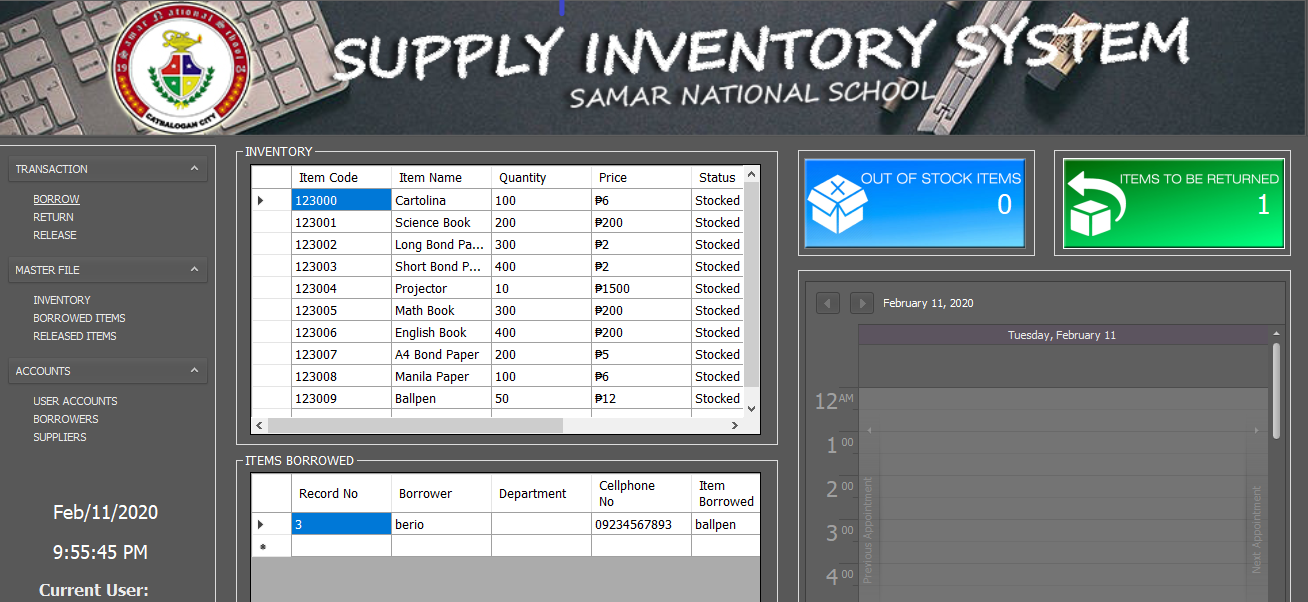 Samar National School
19 04
CATBALOGAN CITY
SUPPLY INVENTORY SYSTEM
SAMAR NATIONAL SCHOOL
TRANSACTION
BORROW
RETURN
RELEASE
MASTER FILE
INVENTORY
BORROWED ITEMS
RELEASED ITEMS
ACCOUNTS
USER ACCOUNTS
BORROWERS
SUPPLIERS
Feb/11/2020
9:55:45 PM
Current User:
INVENTORY
Item Code Item Name Quantity Price Status
123000 Cartolina 100 ₱6 Stocked
123001 Science Book 200 ₱200 Stocked
123002 Long Bond Pa... 300 ₱2 Stocked
123003 Short Bond P... 400 ₱2 Stocked
123004 Projector 10 ₱1500 Stocked
123005 Math Book 300 ₱200 Stocked
123006 English Book 400 ₱200 Stocked
123007 A4 Bond Paper 200 ₱5 Stocked
123008 Manila Paper 100 ₱6 Stocked
123009 Ballpen 50 ₱12 Stocked
ITEMS BORROWED
Record No Borrower Department Cellphone No Item Borrowed
3 berio 09234567893 ballpen
OUT OF STOCK ITEMS
0
ITEMS TO BE RETURNED
1
February 11, 2020
Tuesday, February 11
12 AM
1 00
2 00
3 00
4 00
Previous Appointment
Next Appointment